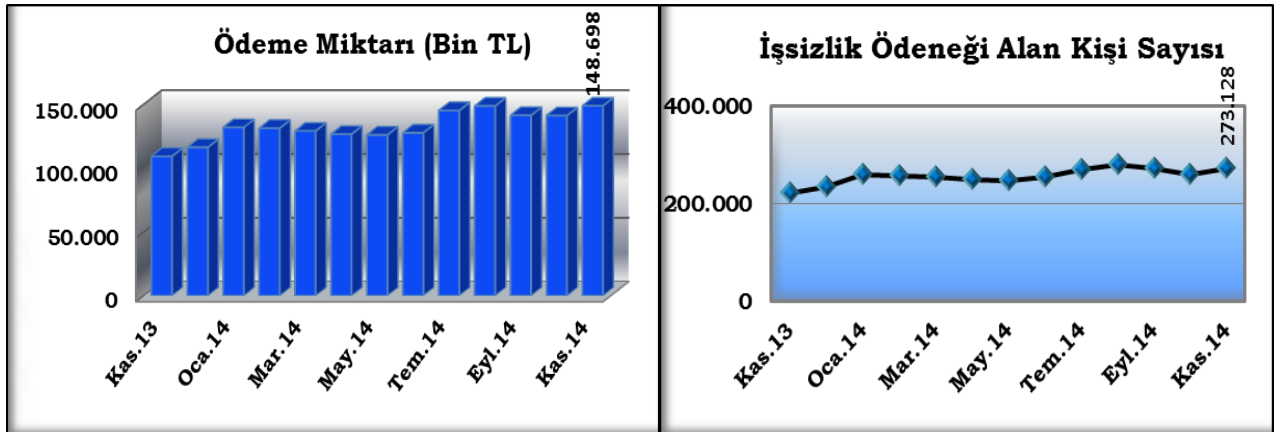 Ödeme Miktarı (Bin TL)
148.698
150.000
100.000
50.000
0
Kas.13
Oca.14
Mar.14
May.14
Tem.14
Eyl.14
Kas.14
İşsizlik Ödeneği Alan Kişi Sayısı
273.128
400.000
200.000
0
Kas.13
Oca.14
Mar.14
May.14
Tem.14
Eyl.14
Kas.14